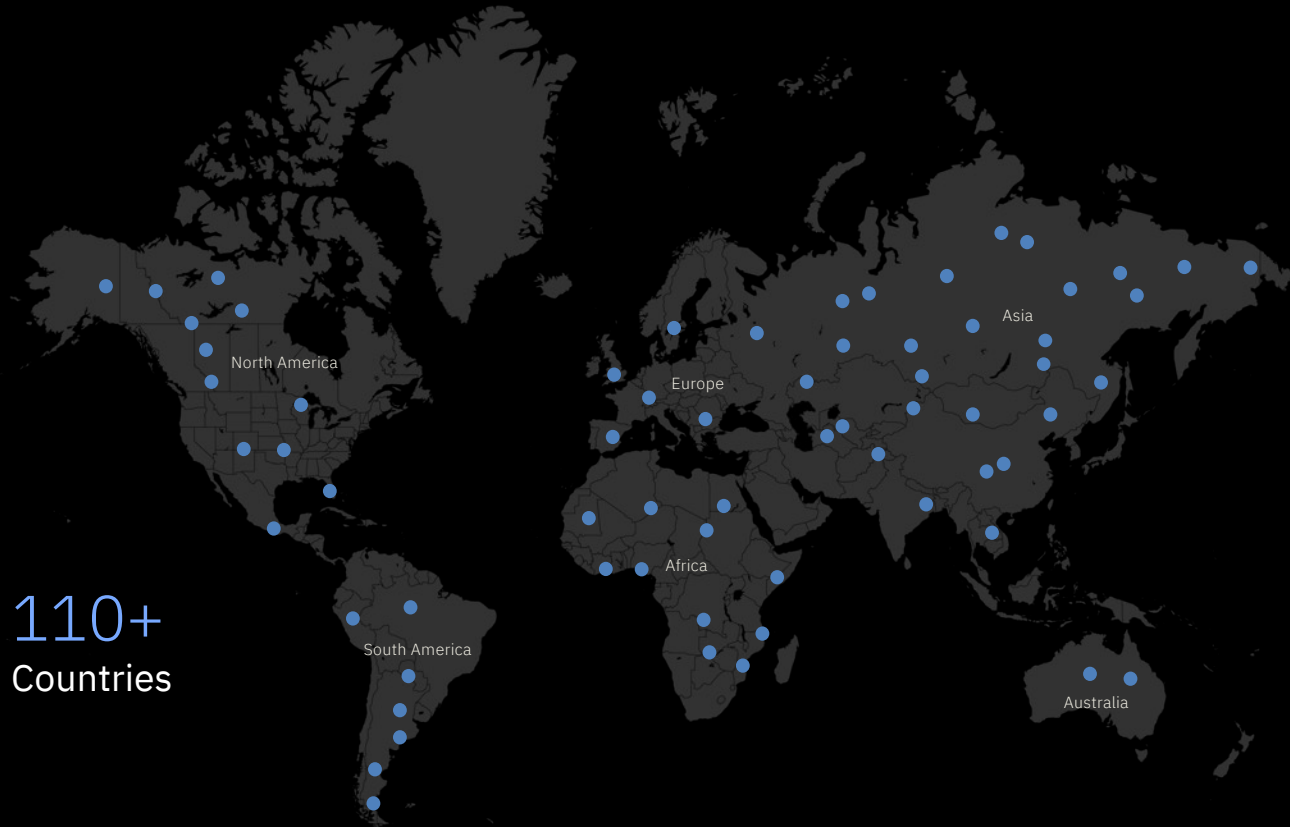 Asia
North America
Europe
Africa
110+
Countries
South America
Australia